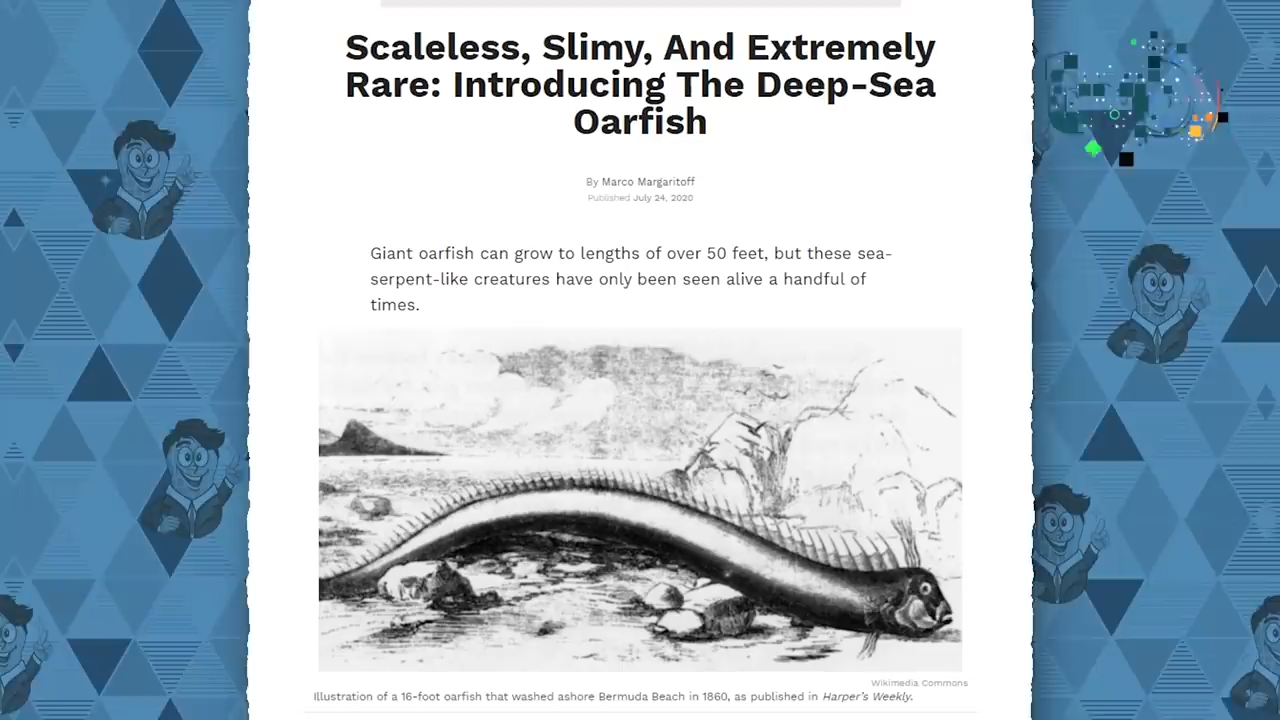 Scaleless, Slimy, And Extremely
Rare: Introducing The Deep-Sea
Oarfish
By Marco Margaritoff
Published July 24, 2020
Giant oarfish can grow to lengths of over 50 feet, but these sea-
serpent-like creatures have only been seen alive a handful of
times.
Wikimedia Commons
Illustration of a 16-foot oarfish that washed ashore Bermuda Beach in 1860, as published in Harper's Weekly.